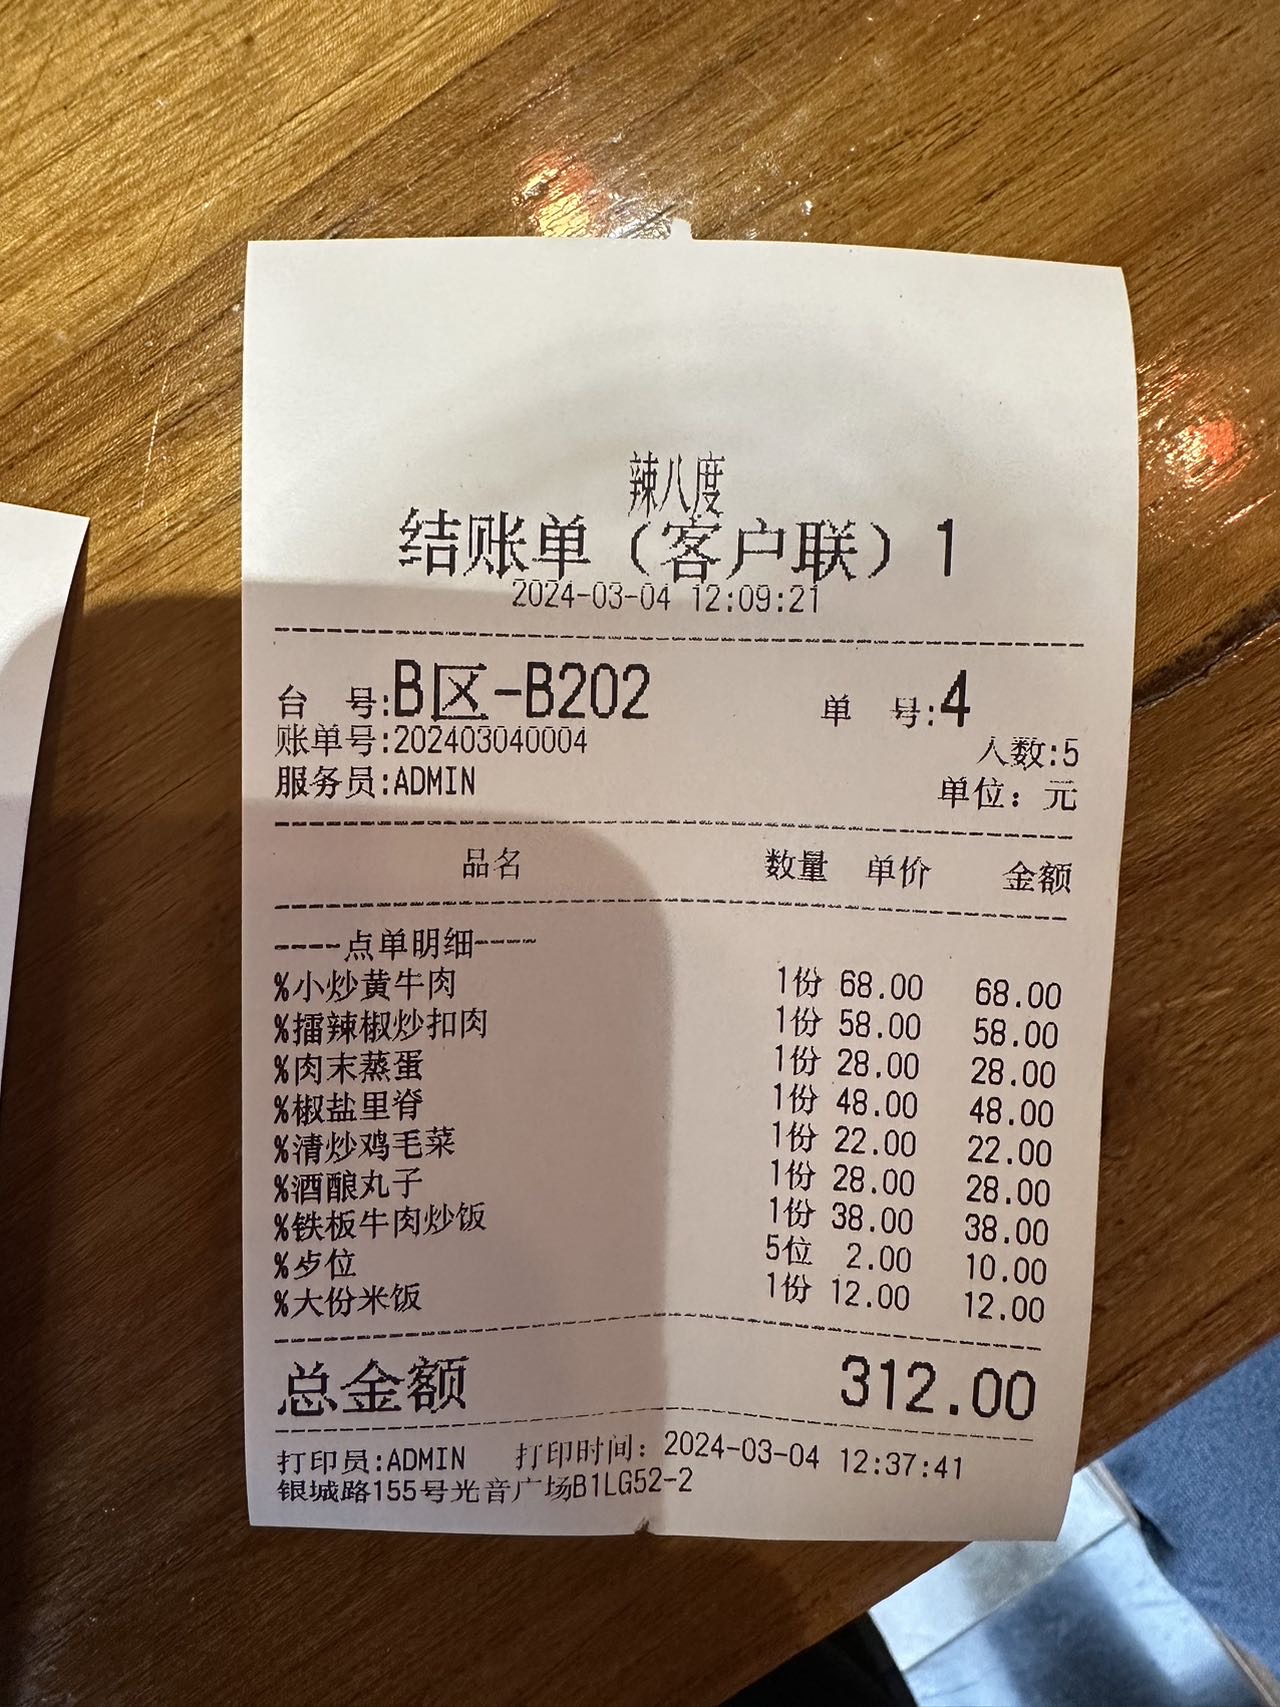 辣八度
结账单（客户联）1
2024-03-04 12:09:21
台 号:B区-B202 单 号:4
账单号:202403040004 人数:5
服务员:ADMIN 单位：元
品名 数量 单价 金额
----点单明细----
%小炒黄牛肉 1份 68.00 68.00
%擂辣椒炒扣肉 1份 58.00 58.00
%肉末蒸蛋 1份 28.00 28.00
%椒盐里脊 1份 48.00 48.00
%清炒鸡毛菜 1份 22.00 22.00
%酒酿丸子 1份 28.00 28.00
%铁板牛肉炒饭 1份 38.00 38.00
%歺位 5位 2.00 10.00
%大份米饭 1份 12.00 12.00
总金额 312.00
打印员:ADMIN 打印时间：2024-03-04 12:37:41
银城路155号光音广场B1LG52-2